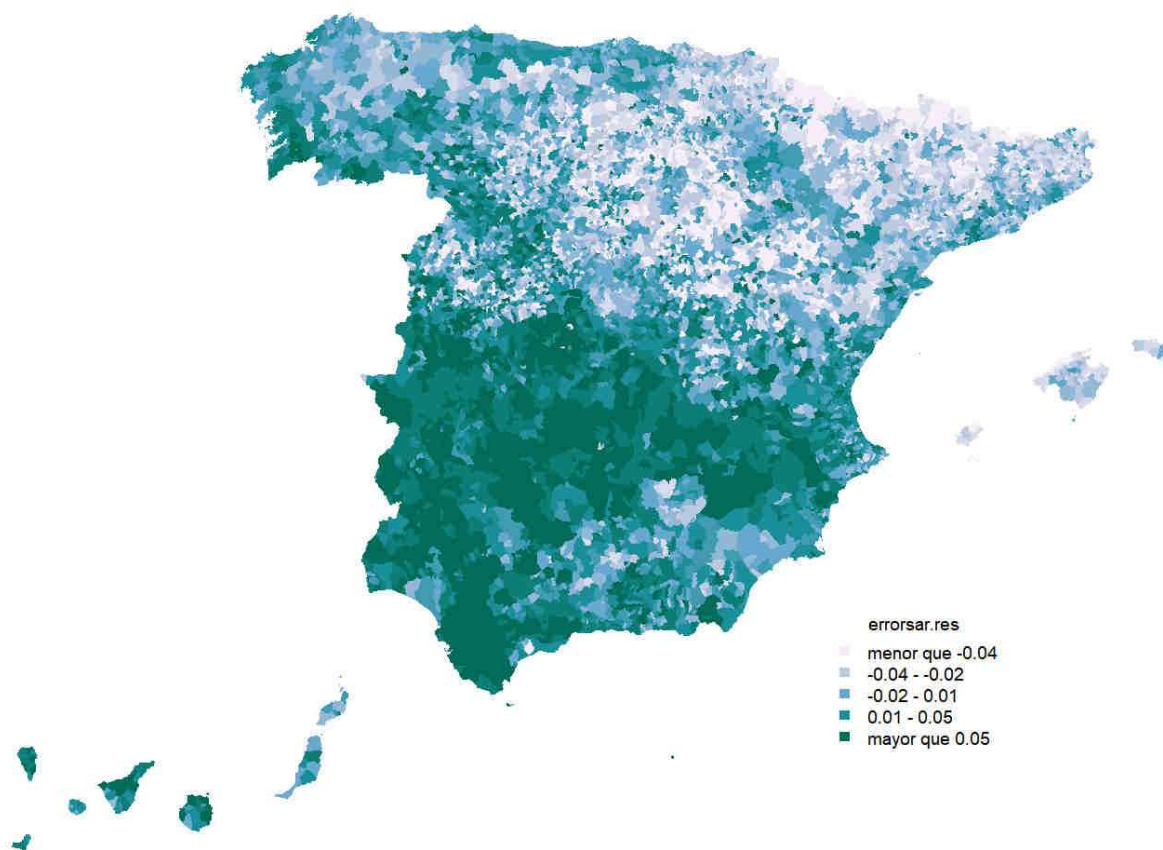 errorsar.res
menor que -0.04
-0.04 - -0.02
-0.02 - 0.01
0.01 - 0.05
mayor que 0.05